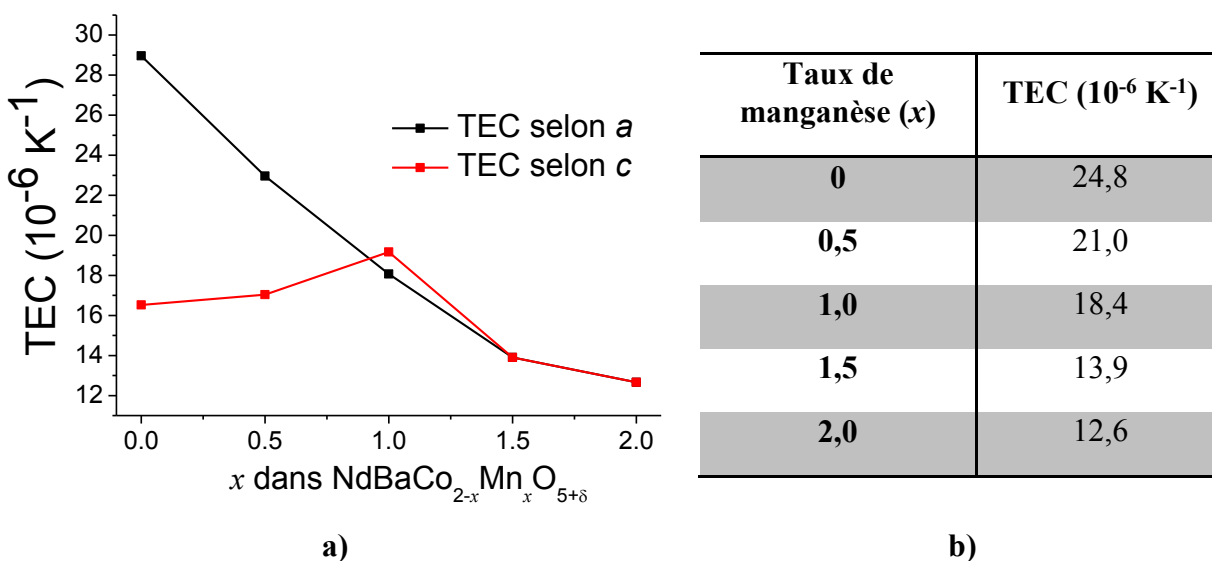 30
28
26
24
22
20
18
16
14
12
TEC (10⁻⁶ K⁻¹)
TEC selon a
TEC selon c
0.0 0.5 1.0 1.5 2.0
x dans NdBaCo₂₋ₓMnₓO₅₊δ
a)
Taux de
manganèse (x)
TEC (10⁻⁶ K⁻¹)
0 24,8
0,5 21,0
1,0 18,4
1,5 13,9
2,0 12,6
b)